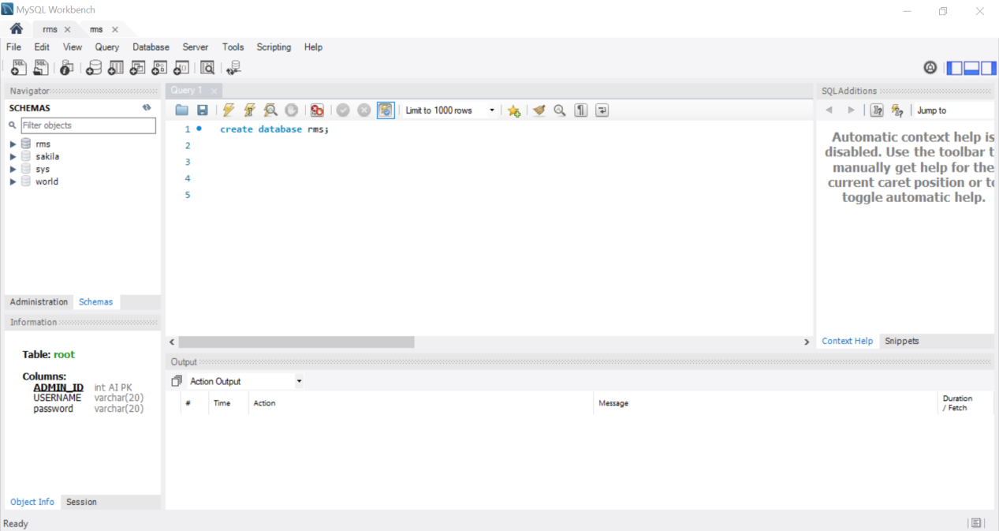 MySQL Workbench
rms
rms
File Edit View Query Database Server Tools Scripting Help
Navigator
SCHEMAS
Filter objects
rms
sakila
sys
world
Administration Schemas
Information
Table: root
Columns:
ADMIN_ID int AI PK
USERNAME varchar(20)
password varchar(20)
Object Info Session
Query 1
Limit to 1000 rows
1 create database rms;
2
3
4
5
Output
Action Output
# Time Action Message Duration / Fetch
SQLAdditions
Jump to
Automatic context help is
disabled. Use the toolbar t
manually get help for the
current caret position or to
toggle automatic help.
Context Help Snippets
Ready